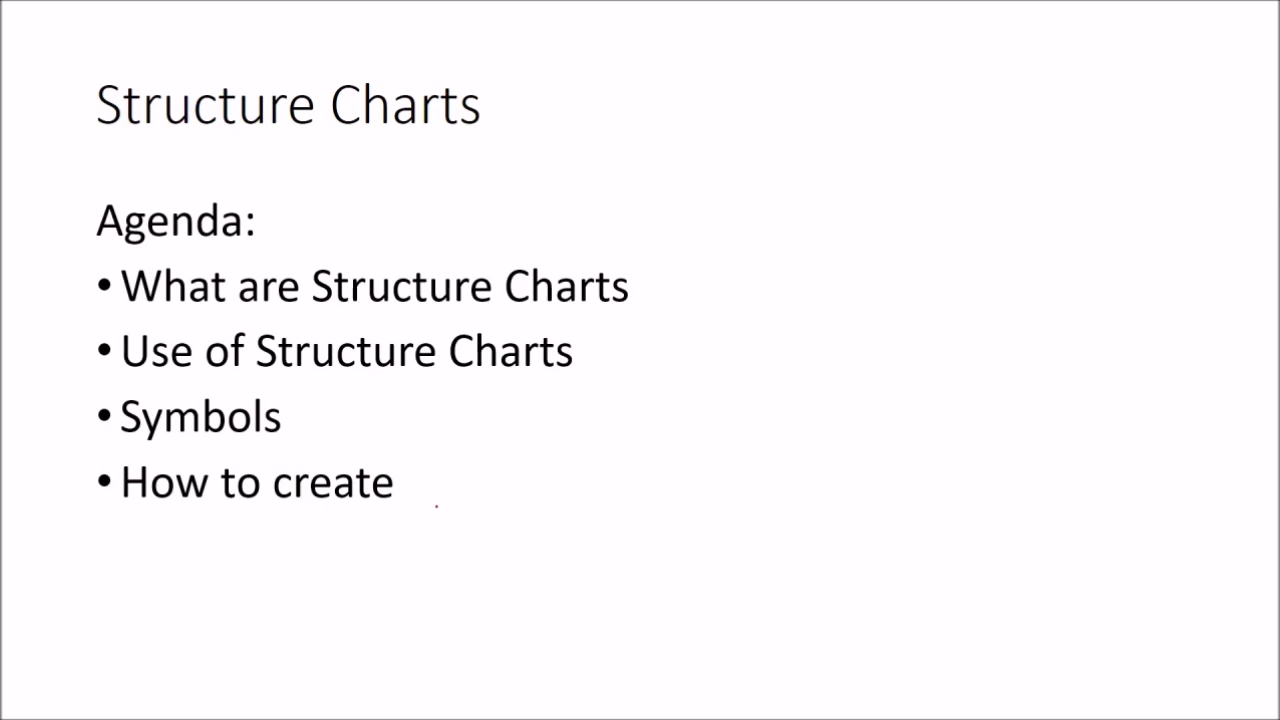 Structure Charts
Agenda:
• What are Structure Charts
• Use of Structure Charts
• Symbols
• How to create